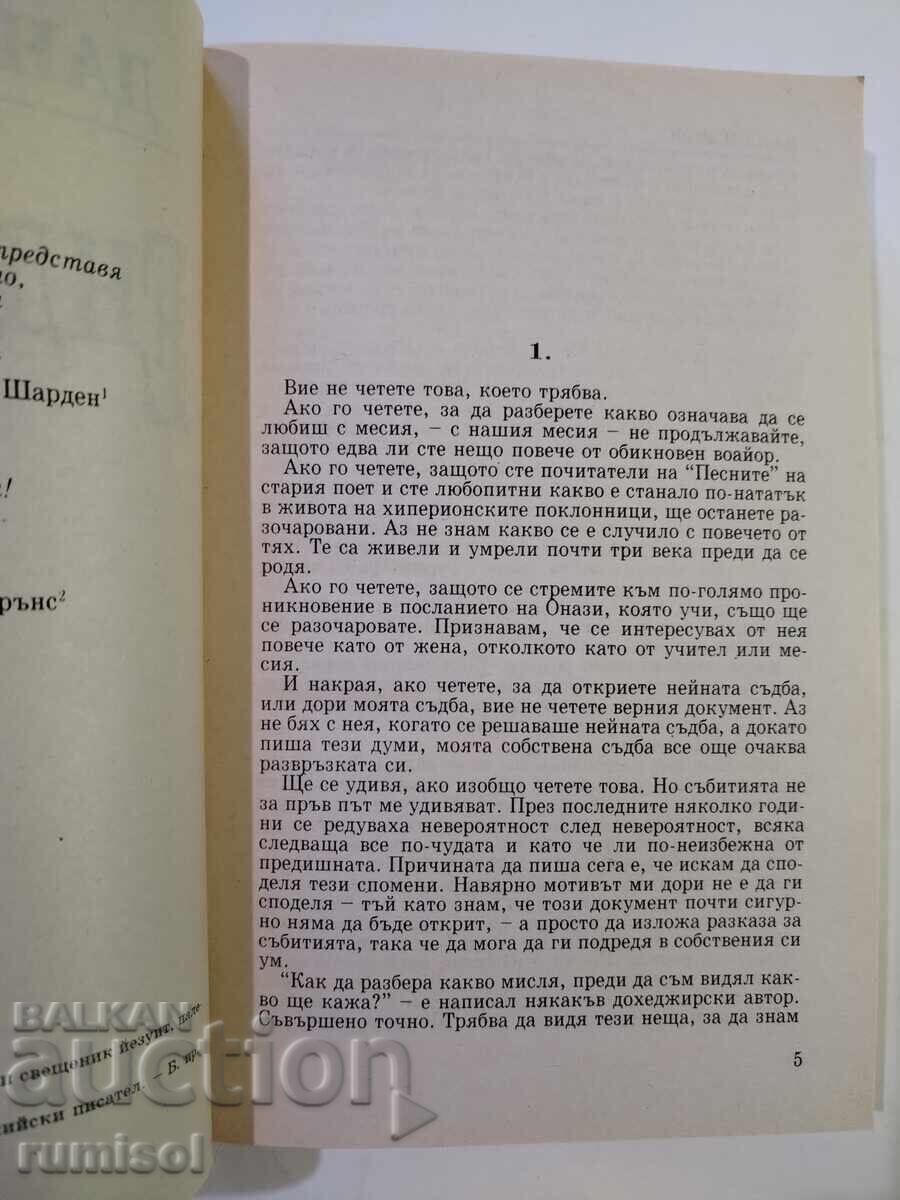 представя
Шарден¹
рънс²
и свещеник йезуит, пале-
ийски писател. – Б. пр.
1.
Вие не четете това, което трябва.
Ако го четете, за да разберете какво означава да се
любиш с месия, – с нашия месия – не продължавайте,
защото едва ли сте нещо повече от обикновен воайор.
Ако го четете, защото сте почитатели на “Песните” на
стария поет и сте любопитни какво е станало по-нататък
в живота на хиперионските поклонници, ще останете ра-
зочаровани. Аз не знам какво се е случило с повечето от
тях. Те са живели и умрели почти три века преди да се
родя.
Ако го четете, защото се стремите към по-голямо про-
никновение в посланието на Онази, която учи, също ще
се разочаровате. Признавам, че се интересувах от нея
повече като от жена, отколкото като от учител или ме-
сия.
И накрая, ако четете, за да откриете нейната съдба,
или дори моята съдба, вие не четете верния документ. Аз
не бях с нея, когато се решаваше нейната съдба, а докато
пиша тези думи, моята собствена съдба все още очаква
развръзката си.
Ще се удивя, ако изобщо четете това. Но събитията не
за пръв път ме удивяват. През последните няколко годи-
ни се редуваха невероятност след невероятност, всяка
следваща все по-чудата и като че ли по-неизбежна от
предишната. Причината да пиша сега е, че искам да спо-
деля тези спомени. Навярно мотивът ми дори не е да ги
споделя – тъй като знам, че този документ почти сигур-
но няма да бъде открит, – а просто да изложа разказа за
събитията, така че да мога да ги подредя в собствения си
ум.
“Как да разбера какво мисля, преди да съм видял как-
во ще кажа?” – е написал някакъв дохеджирски автор.
Съвършено точно. Трябва да видя тези неща, за да знам
5
BALKAN
auction
rumisol